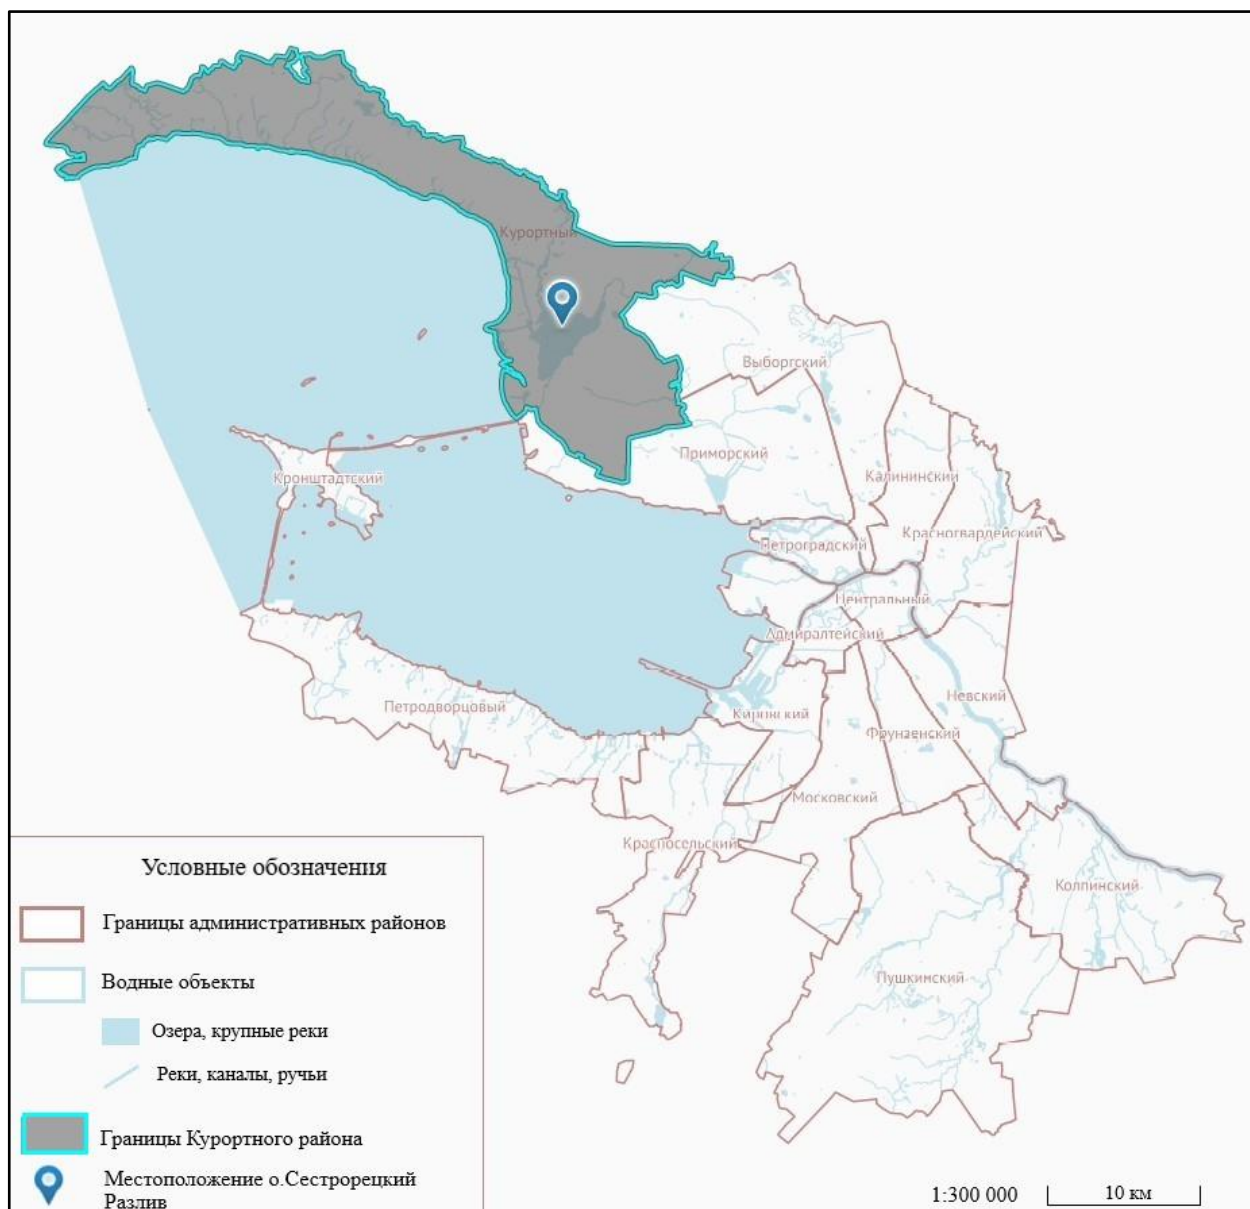 Курортный
Выборгский
Приморский
Калининский
Кронштадтский
Красногвардейский
Петроградский
Центральный
Адмиралтейский
Невский
Петродворцовый
Кировский
Фрунзенский
Московский
Красносельский
Колпинский
Пушкинский
Условные обозначения
Границы административных районов
Водные объекты
Озера, крупные реки
Реки, каналы, ручьи
Границы Курортного района
Местоположение о.Сестрорецкий
Разлив
1:300 000
10 км